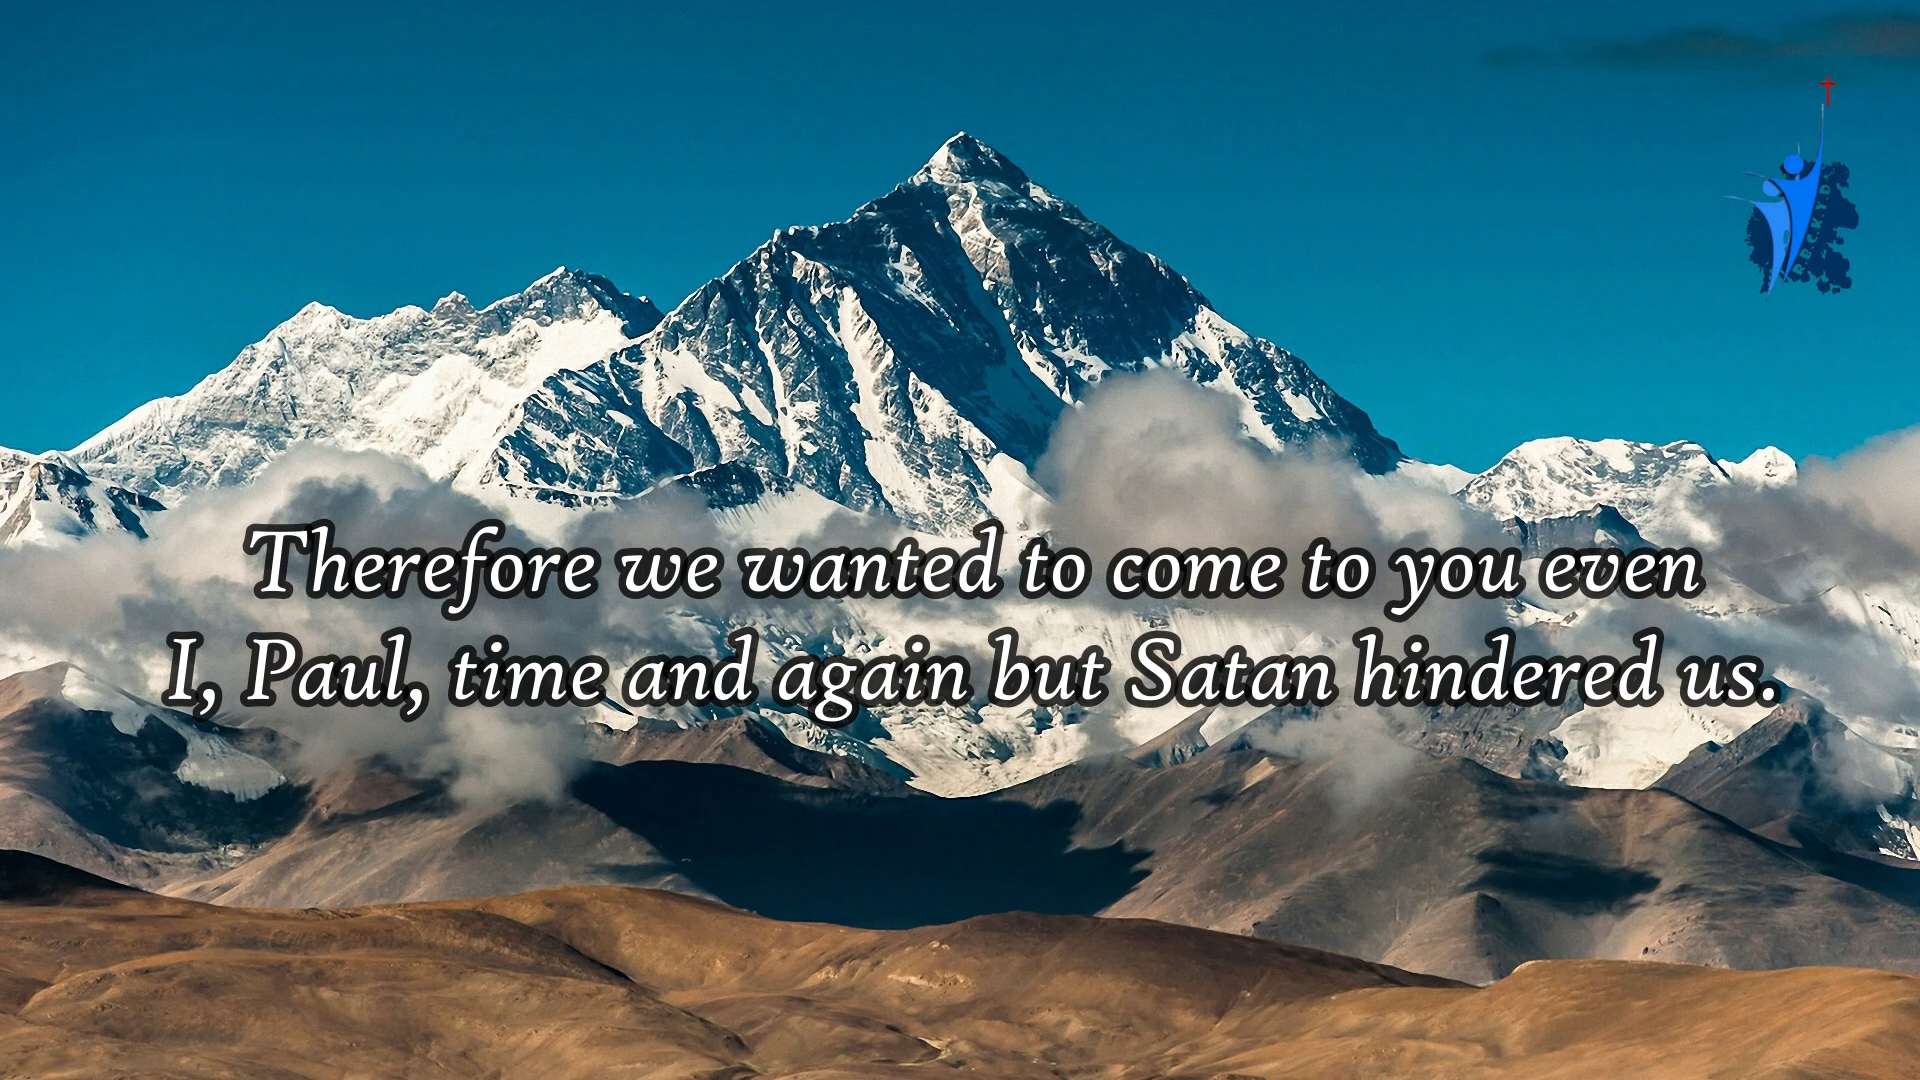 Therefore we wanted to come to you even
I, Paul, time and again but Satan hindered us.